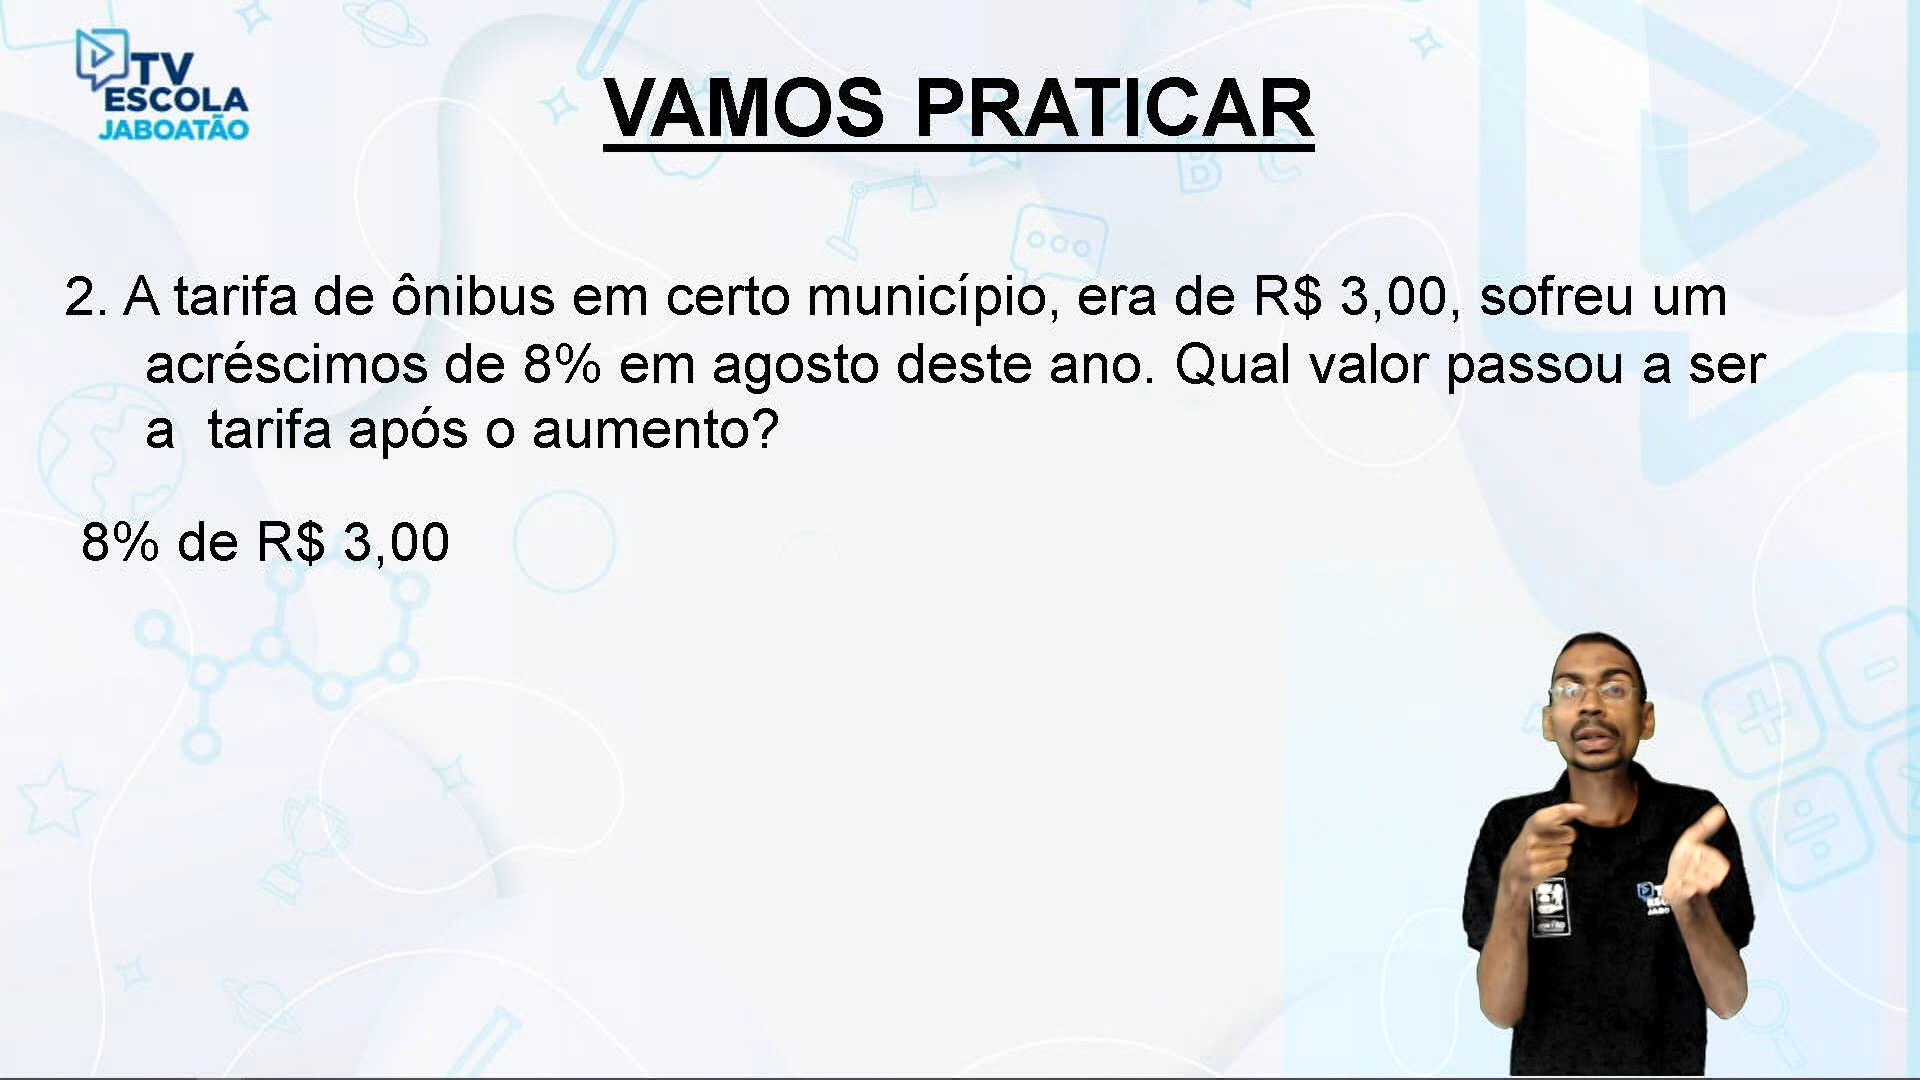 TV
ESCOLA
JABOATÃO
VAMOS PRATICAR
B C
2. A tarifa de ônibus em certo município, era de R$ 3,00, sofreu um
acréscimos de 8% em agosto deste ano. Qual valor passou a ser
a tarifa após o aumento?
8% de R$ 3,00